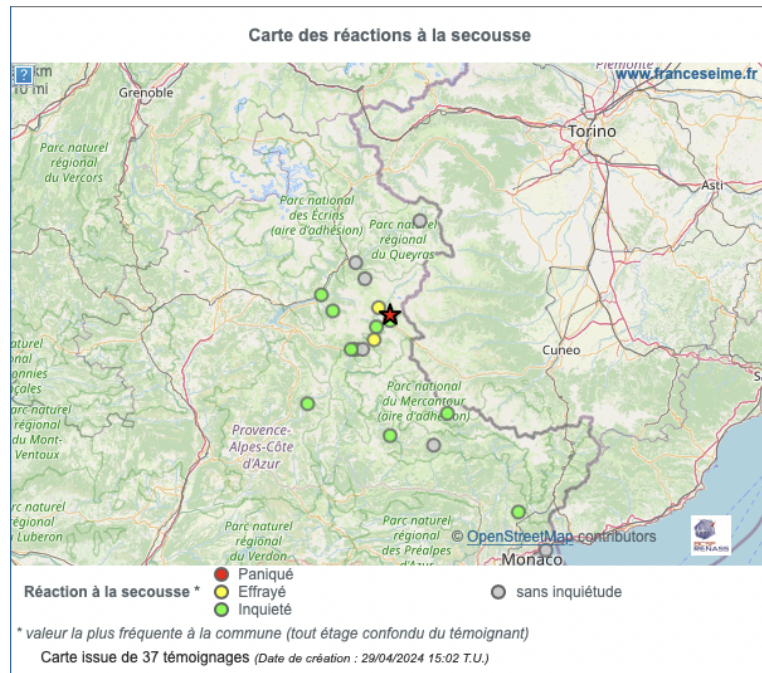 Carte des réactions à la secousse
?
km
10 mi
Piemonte
www.franceseime.fr
Grenoble
Torino
Parc naturel
régional
du Vercors
Asti
Parc national
des Écrins
(aire d'adhésion)
Parc naturel
régional
du Queyras
Cuneo
Parc national
du Mercantour
(aire d'adhésion)
Provence-
Alpes-Côte
d'Azur
arc naturel
régional
du Mont-
Ventoux
rc naturel
régional
u Luberon
Parc naturel
régional
du Verdon
Parc naturel
régional
des Préalpes
d'Azur
© OpenStreetMap contributors
RENASS
Monaco
Réaction à la secousse *
Paniqué
Effrayé
Inquieté
sans inquiétude
* valeur la plus fréquente à la commune (tout étage confondu du témoignant)
Carte issue de 37 témoignages (Date de création : 29/04/2024 15:02 T.U.)